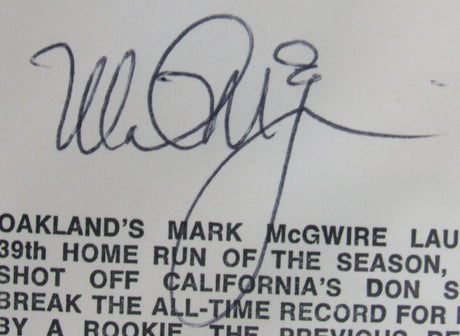 OAKLAND'S MARK McGWIRE LAU
39th HOME RUN OF THE SEASON,
SHOT OFF CALIFORNIA'S DON S
BREAK THE ALL-TIME RECORD FOR
BY A ROOKIE. THE PREVIOUS